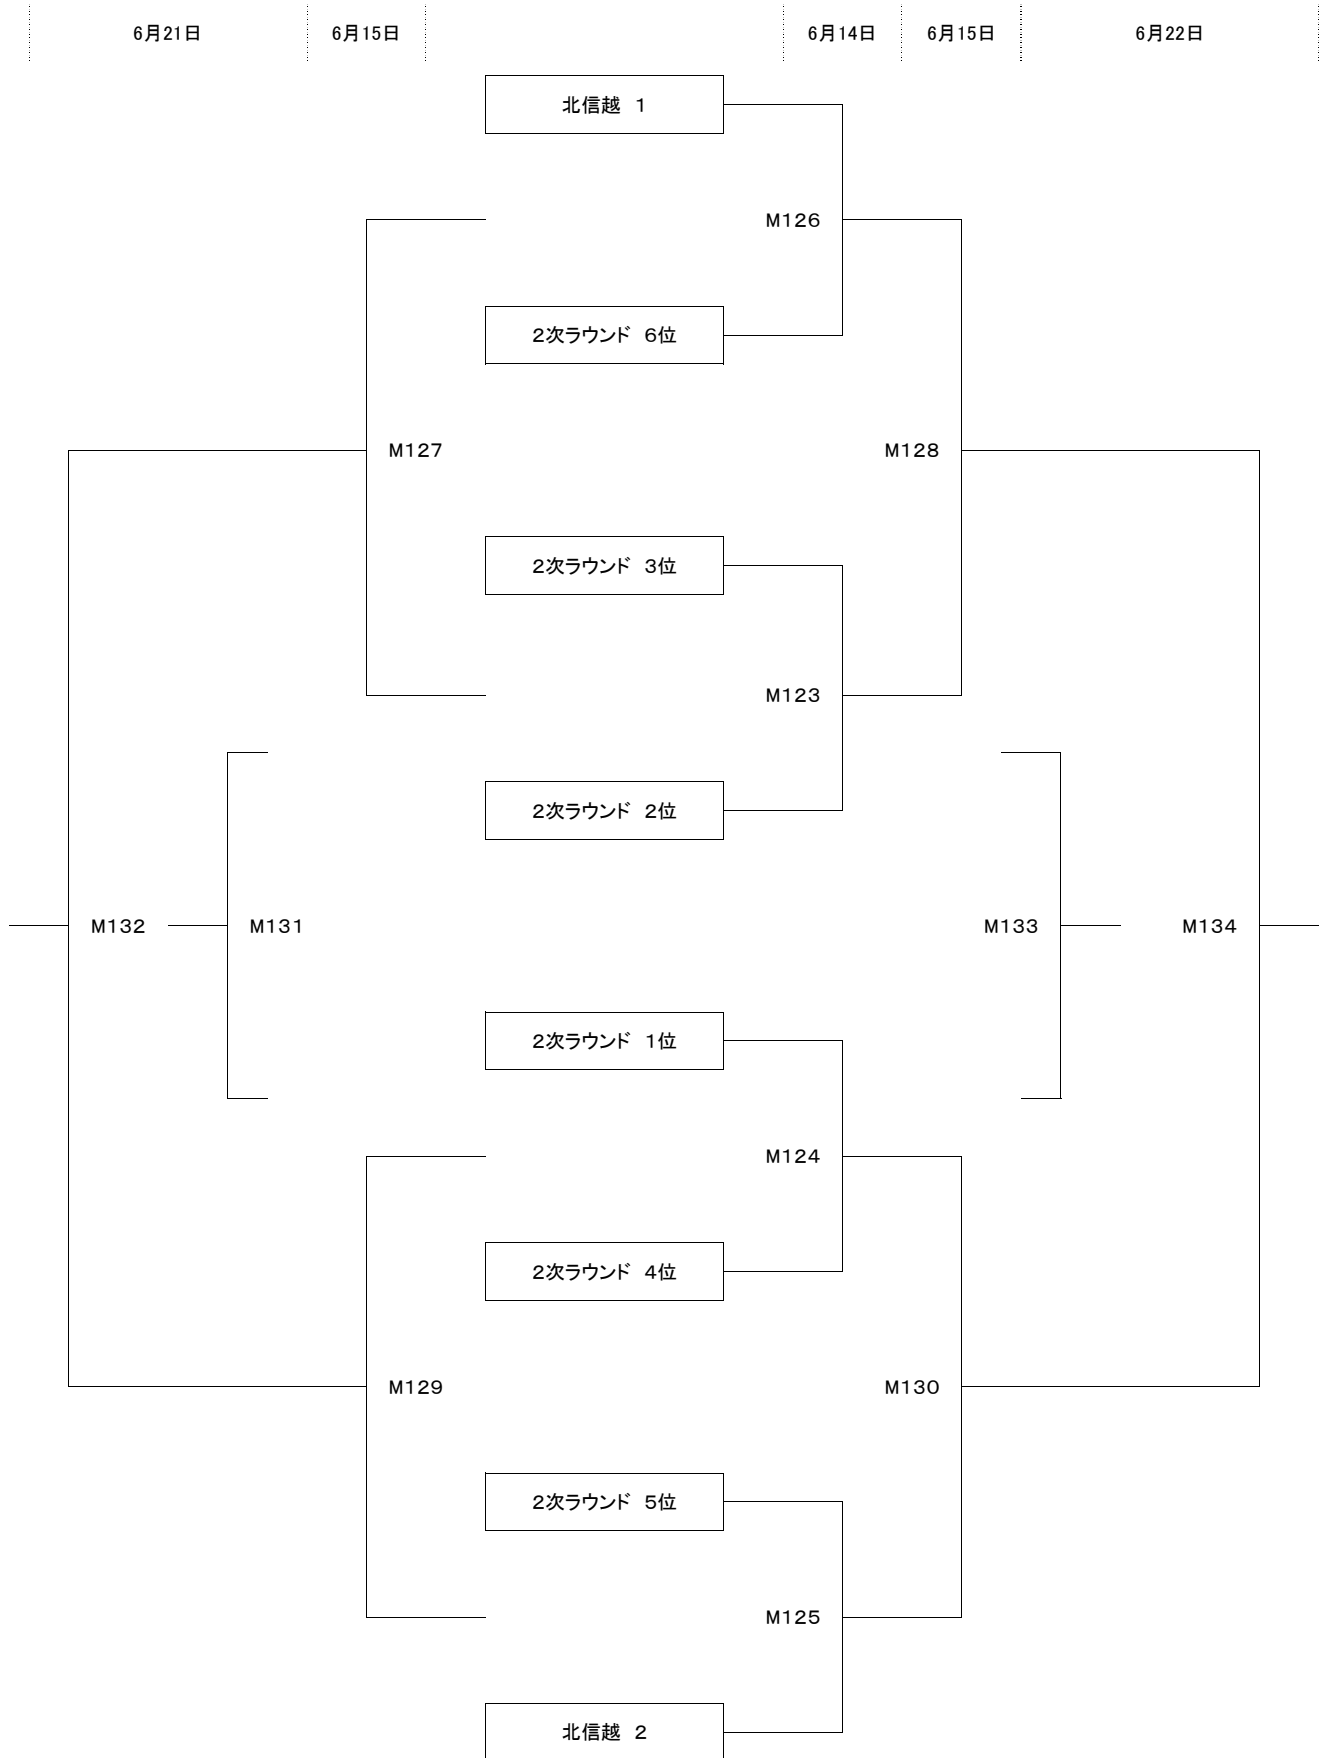 6月21日
6月15日
6月14日
6月15日
6月22日
北信越　1
M126
2次ラウンド　6位
M127
M128
2次ラウンド　3位
M123
2次ラウンド　2位
M132
M131
M133
M134
2次ラウンド　1位
M124
2次ラウンド　4位
M129
M130
2次ラウンド　5位
M125
北信越　2